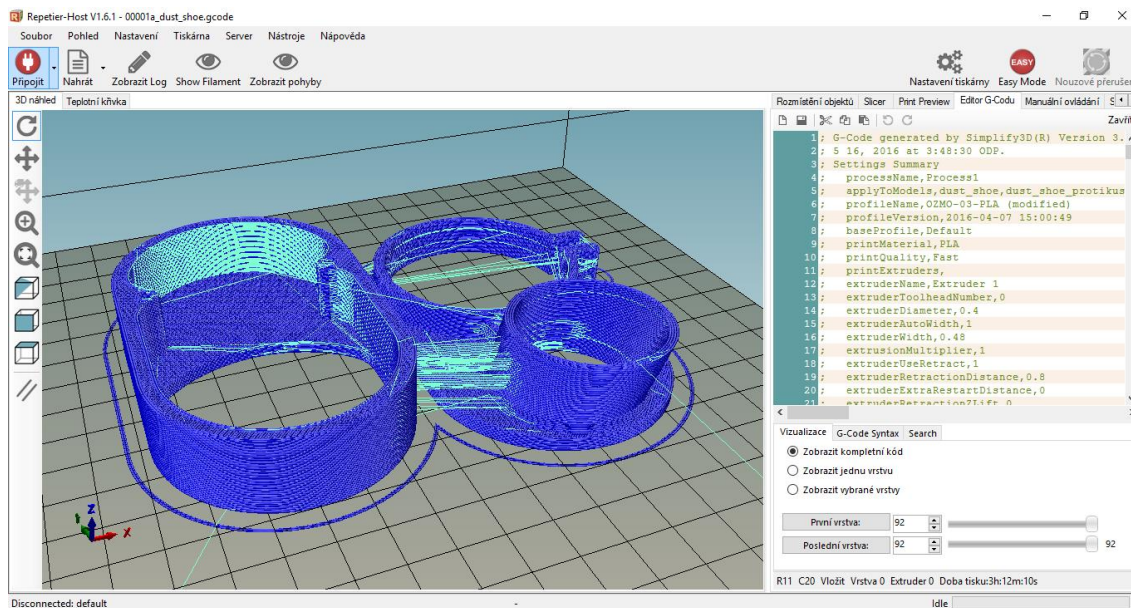 Repetier-Host V1.6.1 - 00001a_dust_shoe.gcode
Soubor Pohled Nastavení Tiskárna Server Nástroje Nápověda
Připojit Nahrát Zobrazit Log Show Filament Zobrazit pohyby Nastavení tiskárny Easy Mode Nouzové přerušení
EASY
3D náhled Teplotní křivka
Rozmístění objektů Slicer Print Preview Editor G-Codu Manuální ovládání S
Zavřít
1 ; G-Code generated by Simplify3D(R) Version 3.
2 ; 5 16, 2016 at 3:48:30 ODP.
3 ; Settings Summary
4 ; processName,Process1
5 ; applyToModels,dust_shoe,dust_shoe_protikus
6 ; profileName,OZMO-03-PLA (modified)
7 ; profileVersion,2016-04-07 15:00:49
8 ; baseProfile,Default
9 ; printMaterial,PLA
10 ; printQuality,Fast
11 ; printExtruders,
12 ; extruderName,Extruder 1
13 ; extruderToolheadNumber,0
14 ; extruderDiameter,0.4
15 ; extruderAutoWidth,1
16 ; extruderWidth,0.48
17 ; extrusionMultiplier,1
18 ; extruderUseRetract,1
19 ; extruderRetractionDistance,0.8
20 ; extruderExtraRestartDistance,0
21 ; extruderRetractionZLift,0
Vizualizace G-Code Syntax Search
Zobrazit kompletní kód
Zobrazit jednu vrstvu
Zobrazit vybrané vrstvy
První vrstva: 92
Poslední vrstva: 92 92
Z
X
R11 C20 Vložit Vrstva 0 Extruder 0 Doba tisku:3h:12m:10s
Disconnected: default - Idle